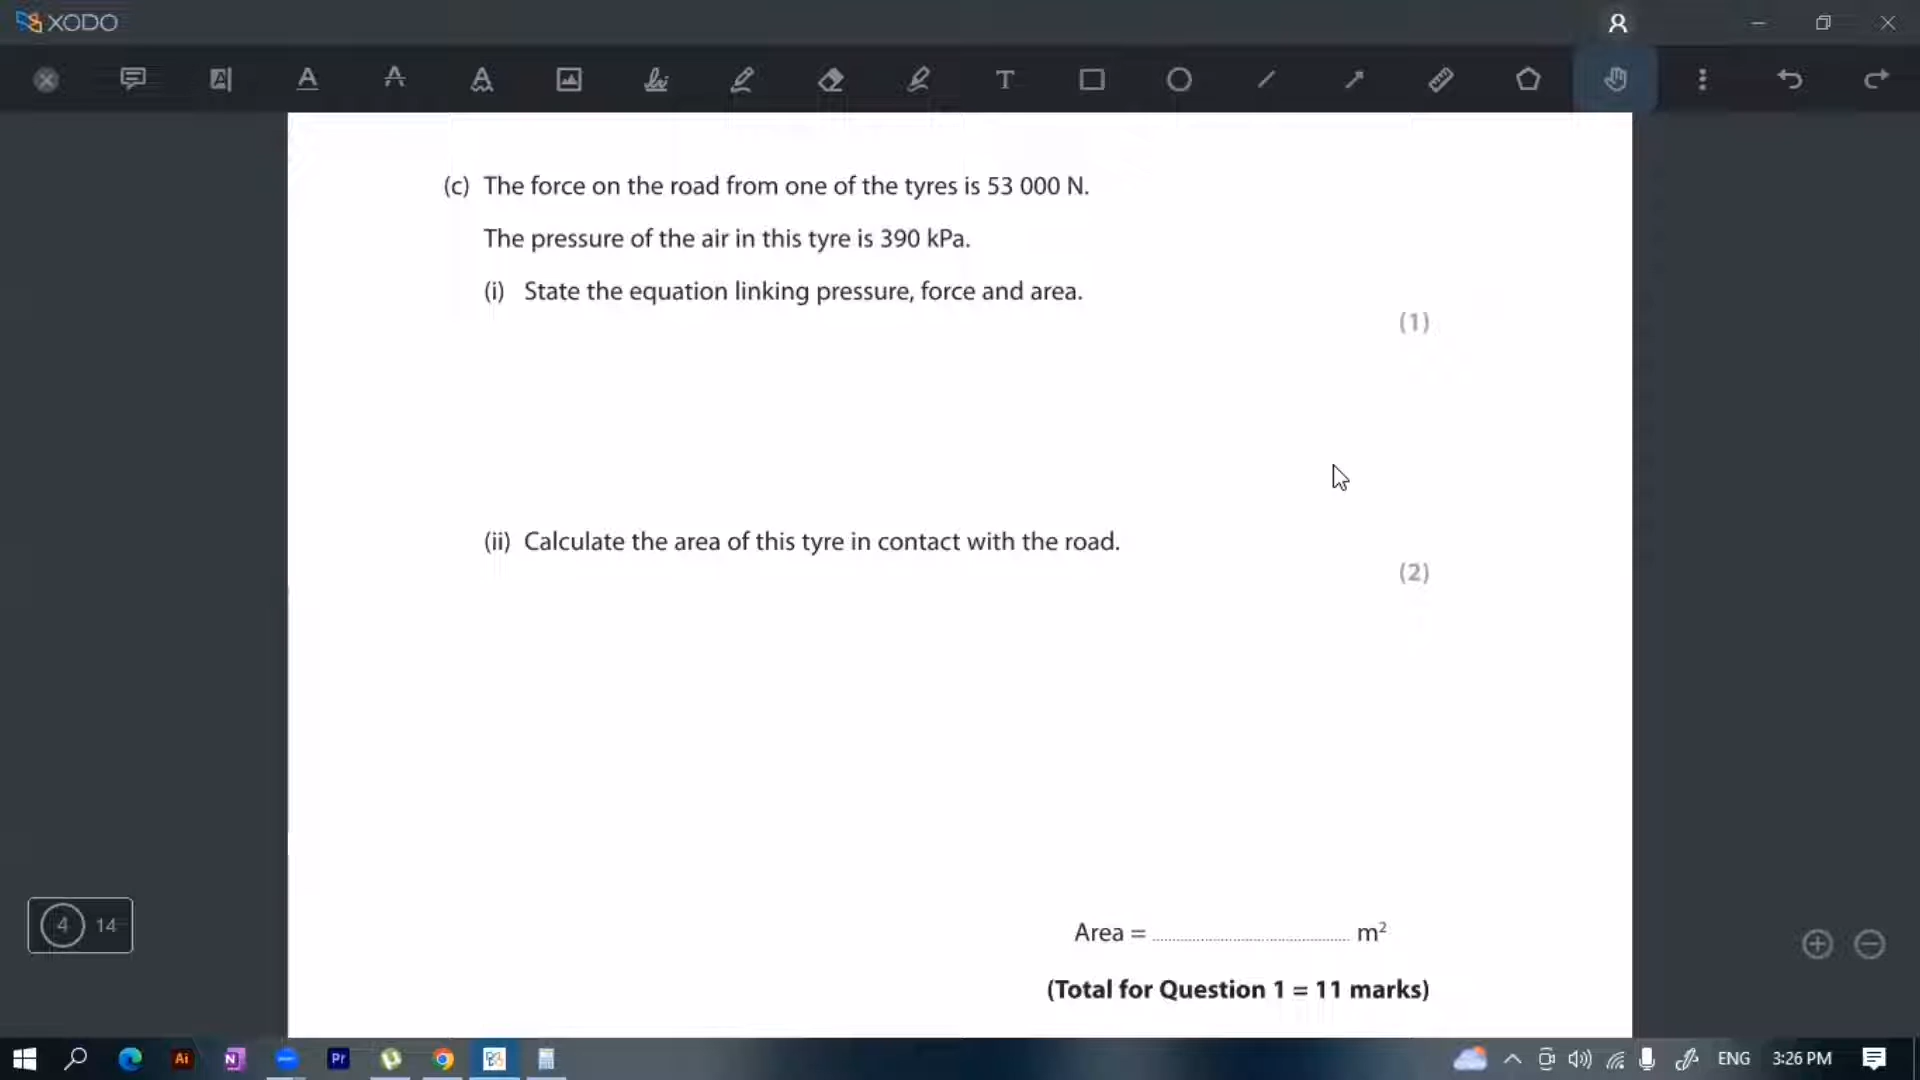 XODO
(c) The force on the road from one of the tyres is 53 000 N.
The pressure of the air in this tyre is 390 kPa.
(i) State the equation linking pressure, force and area.
(1)
(ii) Calculate the area of this tyre in contact with the road.
(2)
Area = ................................ m²
(Total for Question 1 = 11 marks)
4 14
ENG 3:26 PM